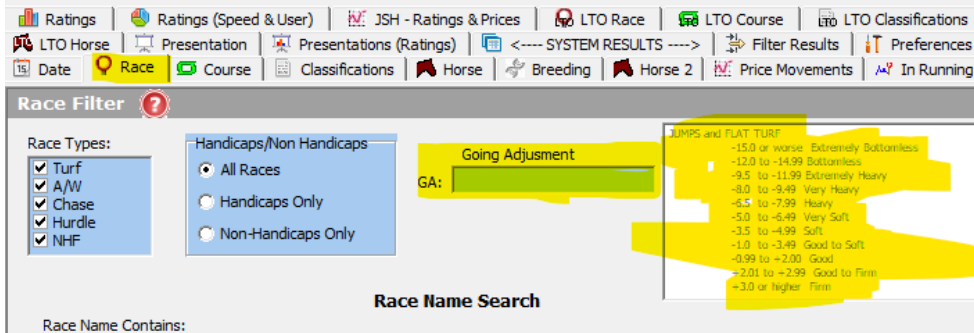 Ratings Ratings (Speed & User) JSH - Ratings & Prices LTO Race LTO Course LTO Classifications
LTO Horse Presentation Presentations (Ratings) <---- SYSTEM RESULTS ----> Filter Results Preferences
15 Date Race Course Classifications Horse Breeding Horse 2 Price Movements In Running
Race Filter ?
Race Types:
Turf
A/W
Chase
Hurdle
NHF
Handicaps/Non Handicaps
All Races
Handicaps Only
Non-Handicaps Only
Going Adjusment
GA:
JUMPS and FLAT TURF
-15.0 or worse Extremely Bottomless
-12.0 to -14.99 Bottomless
-9.5 to -11.99 Extremely Heavy
-8.0 to -9.49 Very Heavy
-6.5 to -7.99 Heavy
-5.0 to -6.49 Very Soft
-3.5 to -4.99 Soft
-1.0 to -3.49 Good to Soft
-0.99 to +2.00 Good
+2.01 to +2.99 Good to Firm
+3.0 or higher Firm
Race Name Search
Race Name Contains: